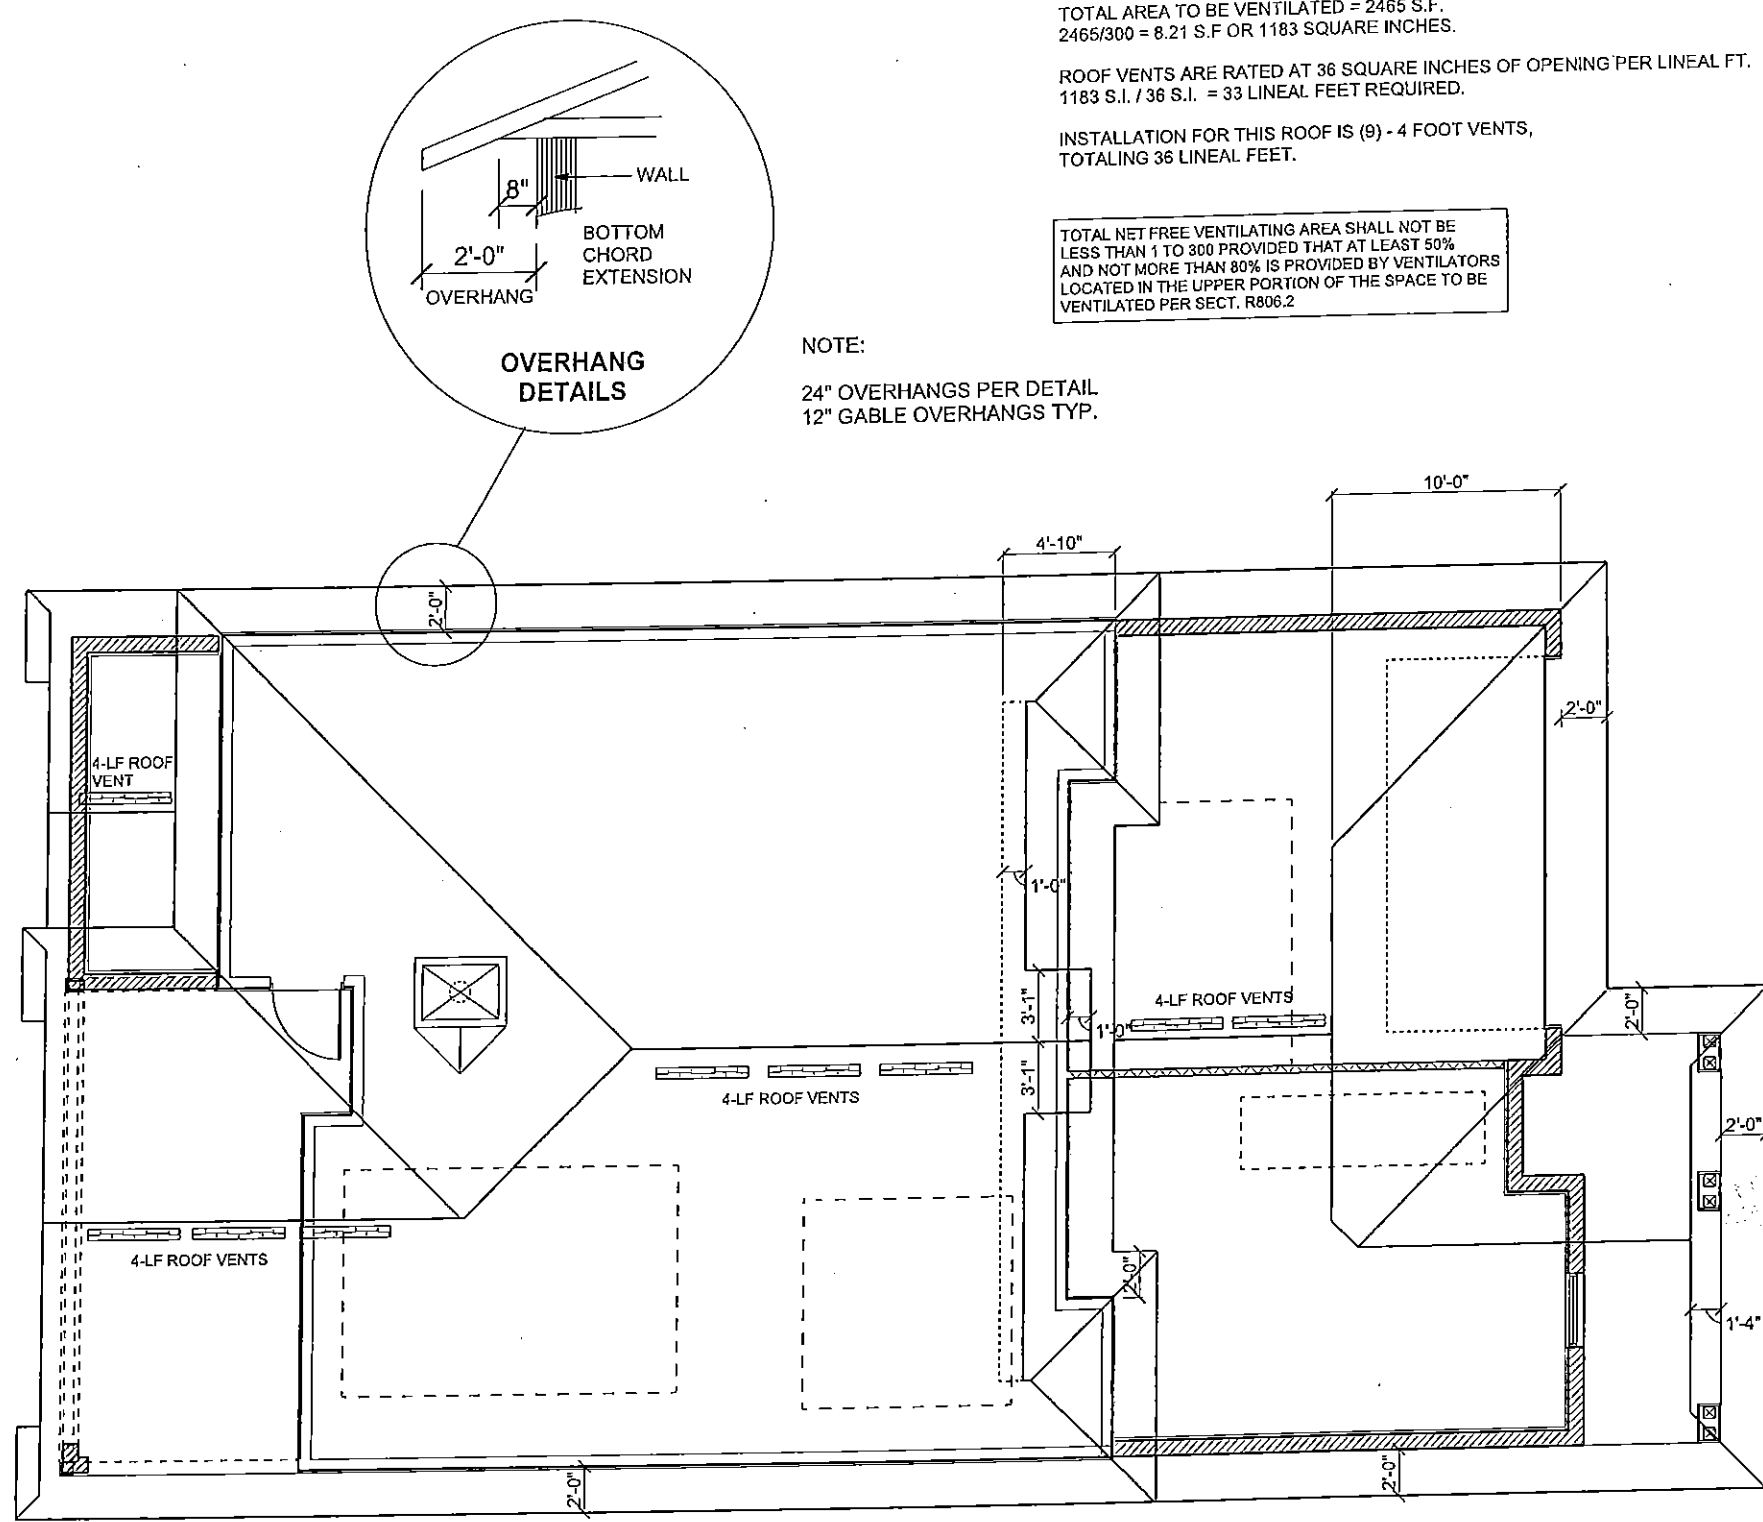 TOTAL AREA TO BE VENTILATED = 2465 S.F.
2465/300 = 8.21 S.F OR 1183 SQUARE INCHES.
ROOF VENTS ARE RATED AT 36 SQUARE INCHES OF OPENING PER LINEAL FT.
1183 S.I. / 36 S.I. = 33 LINEAL FEET REQUIRED.
INSTALLATION FOR THIS ROOF IS (9) - 4 FOOT VENTS,
TOTALING 36 LINEAL FEET.
TOTAL NET FREE VENTILATING AREA SHALL NOT BE
LESS THAN 1 TO 300 PROVIDED THAT AT LEAST 50%
AND NOT MORE THAN 80% IS PROVIDED BY VENTILATORS
LOCATED IN THE UPPER PORTION OF THE SPACE TO BE
VENTILATED PER SECT. R806.2
WALL
8"
BOTTOM
CHORD
EXTENSION
2'-0"
OVERHANG
OVERHANG
DETAILS
NOTE:
24" OVERHANGS PER DETAIL
12" GABLE OVERHANGS TYP.
10'-0"
4'-10"
2'-0"
2'-0"
4-LF ROOF
VENT
1'-0"
3'-1"
1'-0"
4-LF ROOF VENTS
2'-0"
3'-1"
4-LF ROOF VENTS
2'-0"
4-LF ROOF VENTS
2'-0"
1'-4"
2'-0"
2'-0"